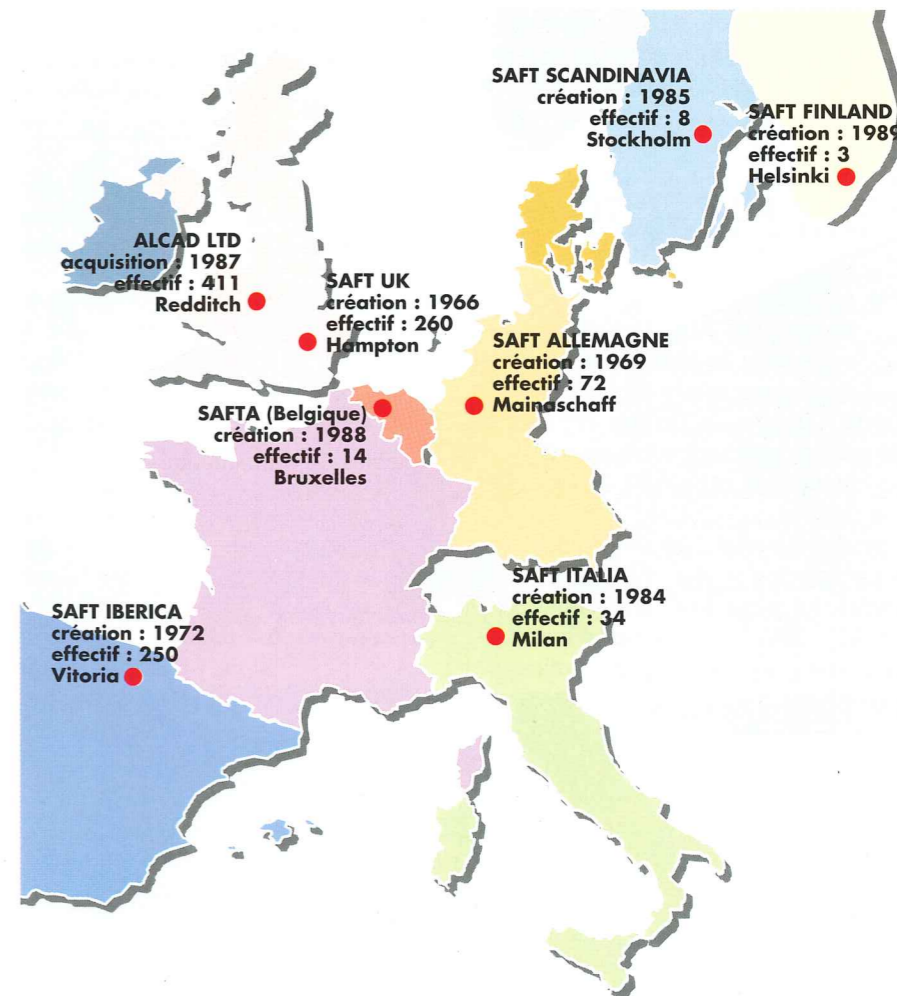 SAFT SCANDINAVIA
création : 1985
effectif : 8
Stockholm
SAFT FINLAND
création : 1989
effectif : 3
Helsinki
ALCAD LTD
acquisition : 1987
effectif : 411
Redditch
SAFT UK
création : 1966
effectif : 260
Hampton
SAFT ALLEMAGNE
création : 1969
effectif : 72
Mainaschaff
SAFTA (Belgique)
création : 1988
effectif : 14
Bruxelles
SAFT ITALIA
création : 1984
effectif : 34
Milan
SAFT IBERICA
création : 1972
effectif : 250
Vitoria